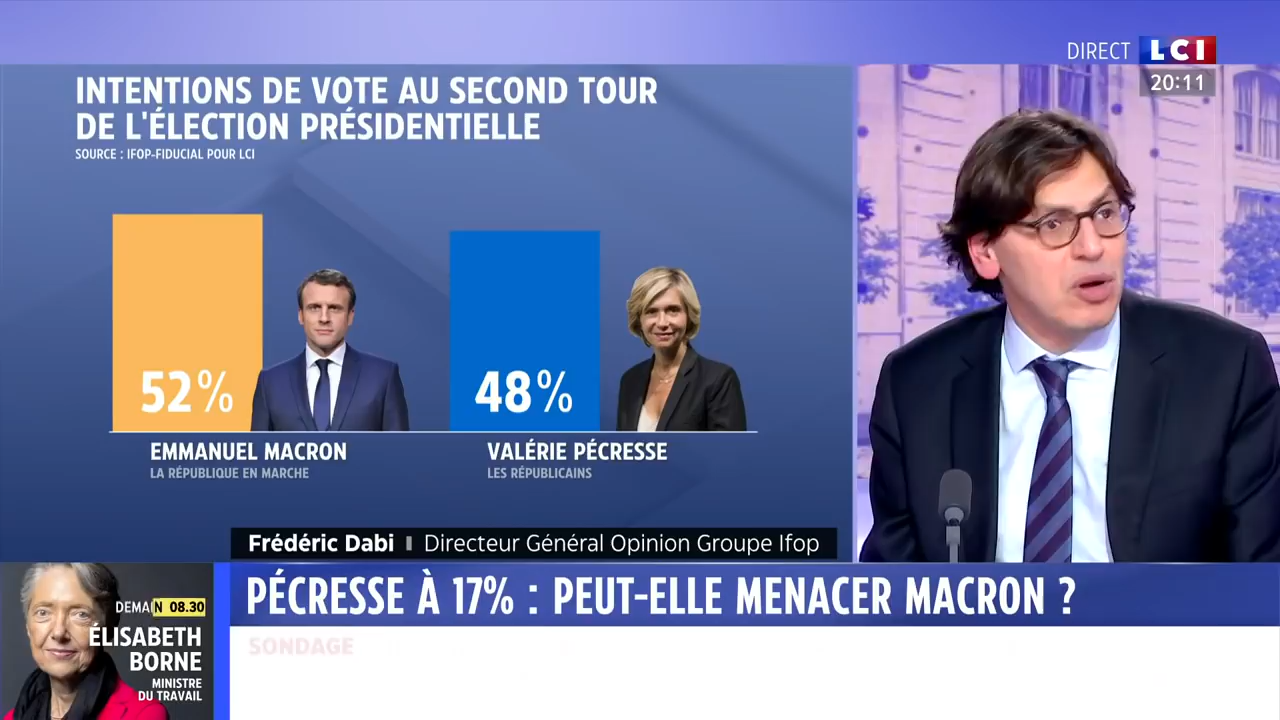 DIRECT LCI
20:11
INTENTIONS DE VOTE AU SECOND TOUR
DE L'ÉLECTION PRÉSIDENTIELLE
SOURCE : IFOP-FIDUCIAL POUR LCI
52%
48%
EMMANUEL MACRON
LA RÉPUBLIQUE EN MARCHE
VALÉRIE PÉCRESSE
LES RÉPUBLICAINS
Frédéric Dabi Directeur Général Opinion Groupe Ifop
DEMAIN 08.30
ÉLISABETH
BORNE
MINISTRE
DU TRAVAIL
PÉCRESSE À 17% : PEUT-ELLE MENACER MACRON ?
SONDAGE